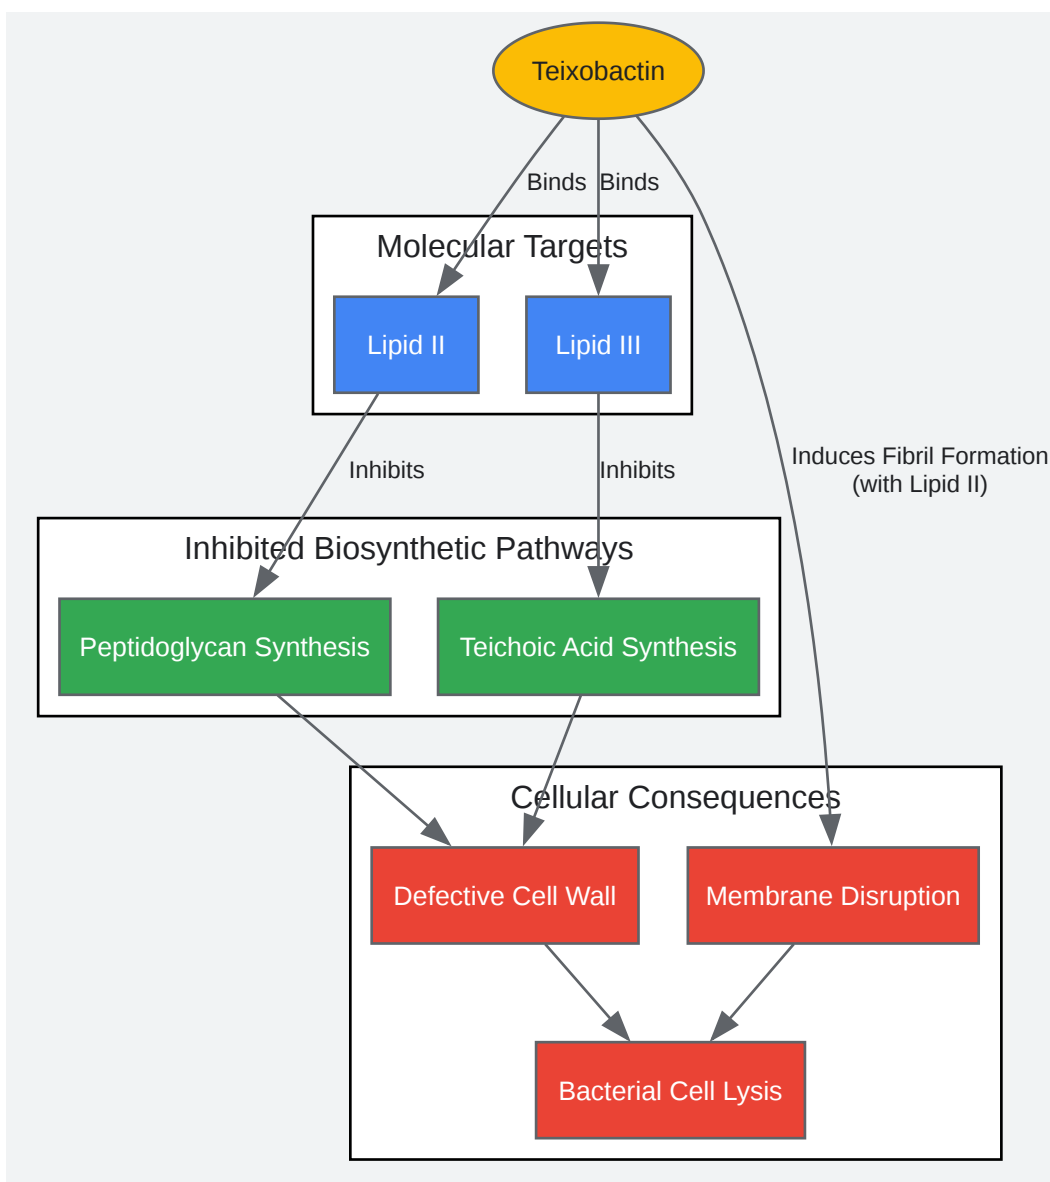 Teixobactin
Binds
Binds
Molecular Targets
Lipid II
Lipid III
Inhibits
Inhibits
Induces Fibril Formation
(with Lipid II)
Inhibited Biosynthetic Pathways
Peptidoglycan Synthesis
Teichoic Acid Synthesis
Cellular Consequences
Defective Cell Wall
Membrane Disruption
Bacterial Cell Lysis